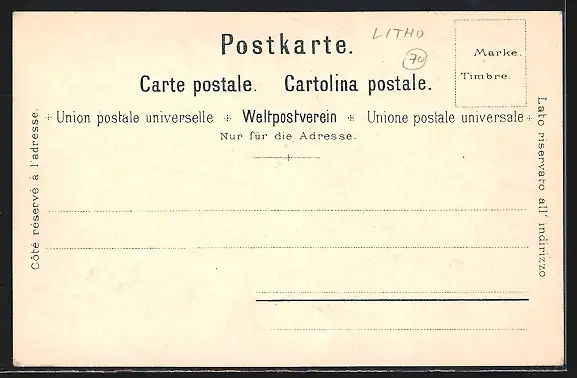 LITHO
70
Postkarte.
Marke.
Timbre.
Carte postale. Cartolina postale.
Union postale universelle Weltpostverein Unione postale universale
Nur für die Adresse.
Côté réservé à l'adresse.
Lato riservato all' indirizzo